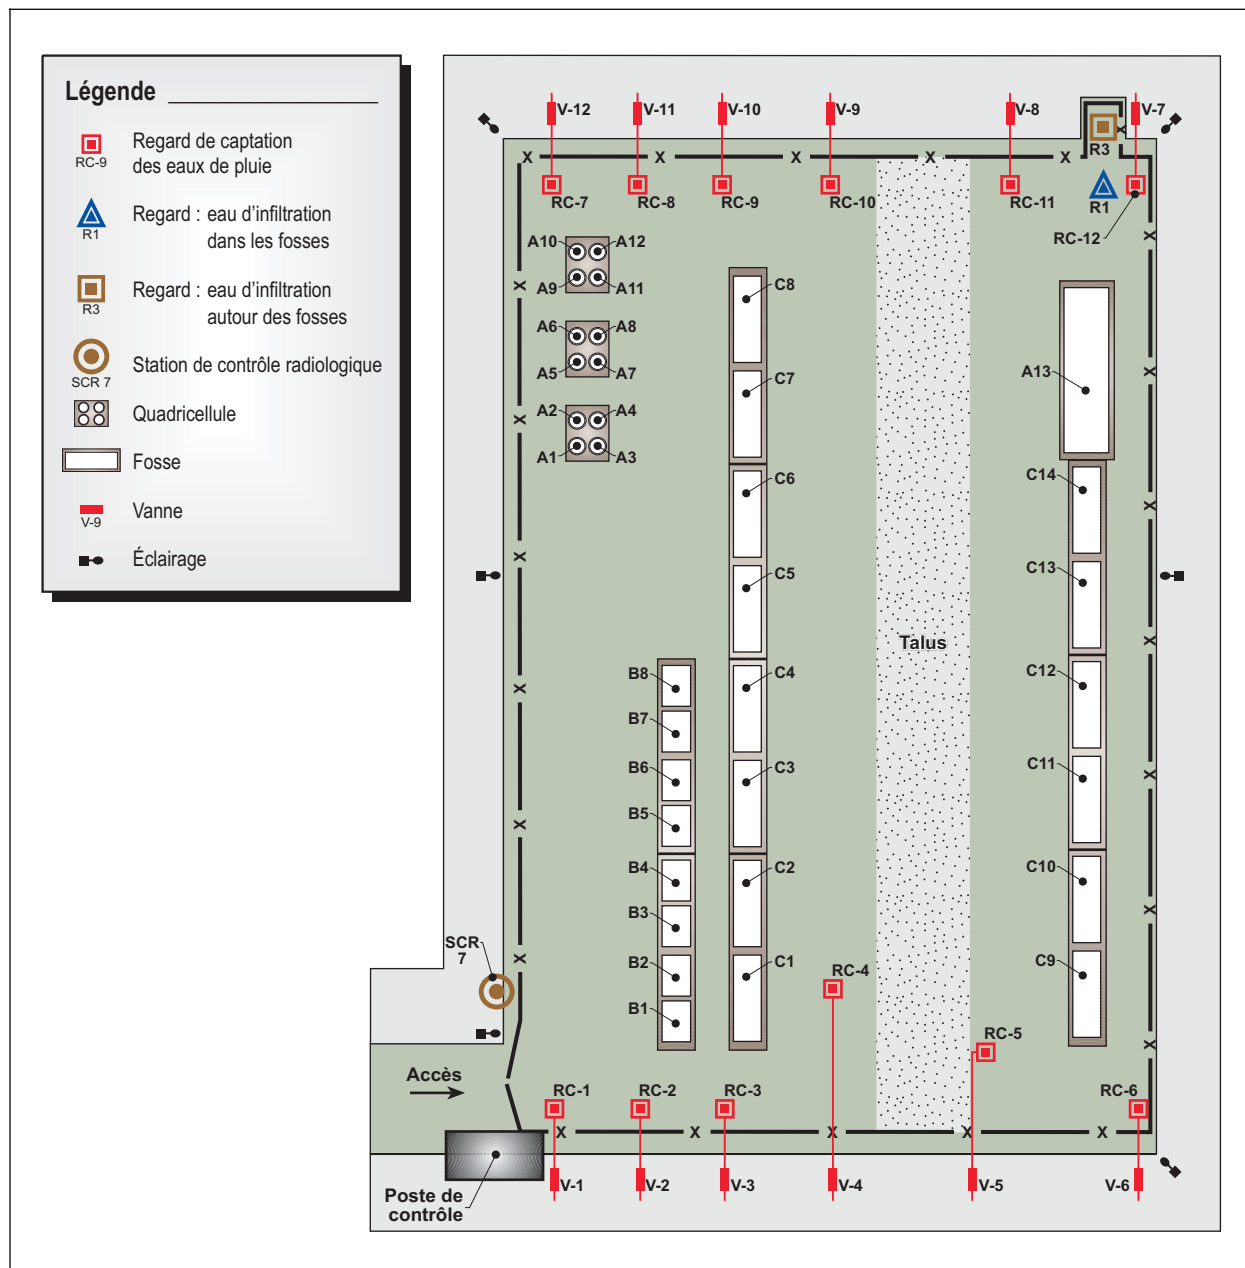 Légende
RC-9
Regard de captation
des eaux de pluie
R1
Regard : eau d'infiltration
dans les fosses
R3
Regard : eau d'infiltration
autour des fosses
SCR 7
Station de contrôle radiologique
Quadricellule
Fosse
V-9
Vanne
Éclairage
V-12
V-11
V-10
V-9
V-8
V-7
R3
RC-7
RC-8
RC-9
RC-10
RC-11
R1
RC-12
A10
A12
A9
A11
A6
A8
A5
A7
A2
A4
A1
A3
C8
C7
C6
C5
C4
C3
C2
C1
B8
B7
B6
B5
B4
B3
B2
B1
Talus
A13
C14
C13
C12
C11
C10
C9
SCR
7
RC-4
RC-5
Accès
RC-1
RC-2
RC-3
RC-6
V-1
V-2
V-3
V-4
V-5
V-6
Poste de
contrôle